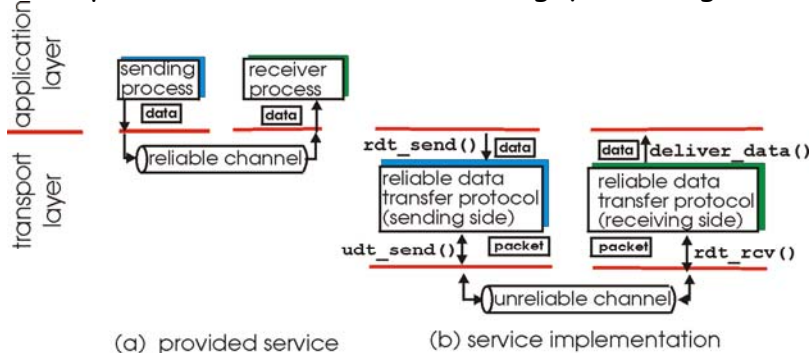 application
layer
transport
layer
sending
process
receiver
process
data
data
reliable channel
(a) provided service
rdt_send()
data
data
deliver_data()
reliable data
transfer protocol
(sending side)
reliable data
transfer protocol
(receiving side)
udt_send()
packet
packet
rdt_rcv()
unreliable channel
(b) service implementation